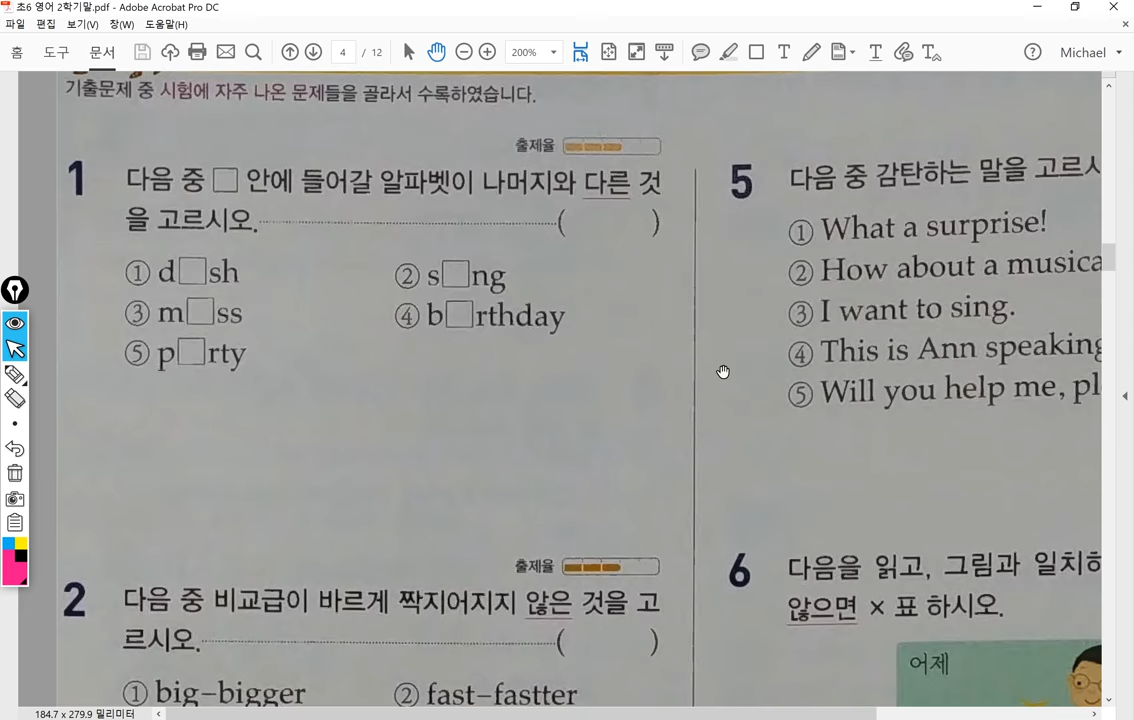 초6 영어 2학기말.pdf - Adobe Acrobat Pro DC
파일 편집 보기(V) 창(W) 도움말(H)
홈 도구 문서 4 / 12 200% Michael
기출문제 중 시험에 자주 나온 문제들을 골라서 수록하였습니다.
출제율
1 다음 중 □ 안에 들어갈 알파벳이 나머지와 다른 것
을 고르시오. ( )
① d□sh ② s□ng
③ m□ss ④ b□rthday
⑤ p□rty
출제율
2 다음 중 비교급이 바르게 짝지어지지 않은 것을 고
르시오. ( )
① big–bigger ② fast–fastter
5 다음 중 감탄하는 말을 고르시
① What a surprise!
② How about a musica
③ I want to sing.
④ This is Ann speaking
⑤ Will you help me, pl
6 다음을 읽고, 그림과 일치하
않으면 × 표 하시오.
어제
184.7 x 279.9 밀리미터